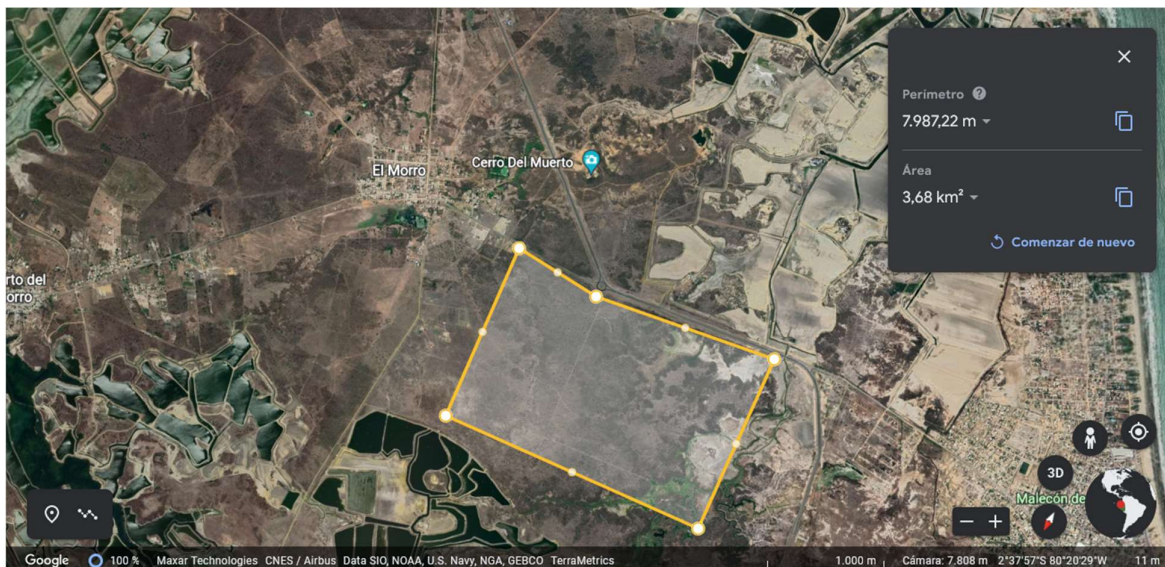 Perímetro
7.987,22 m
Área
3,68 km²
Comenzar de nuevo
Cerro Del Muerto
El Morro
rto del
orro
3D
Malecón de
Google 100 % Maxar Technologies CNES / Airbus Data SIO, NOAA, U.S. Navy, NGA, GEBCO TerraMetrics 1.000 m Cámara: 7.808 m 2°37'57"S 80°20'29"W 11 m